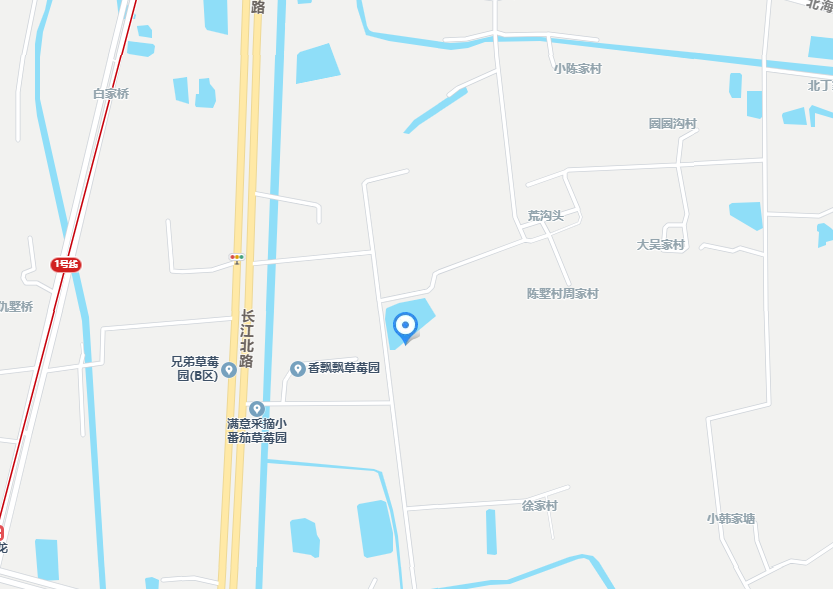 路
北海
小陈家村
白家桥
北丁
园园沟村
荒沟头
大吴家村
1号线
陈墅村周家村
仇墅桥
长江北路
兄弟草莓
园(B区)
香飘飘草莓园
满意采摘小
番茄草莓园
徐家村
小韩家塘
龙